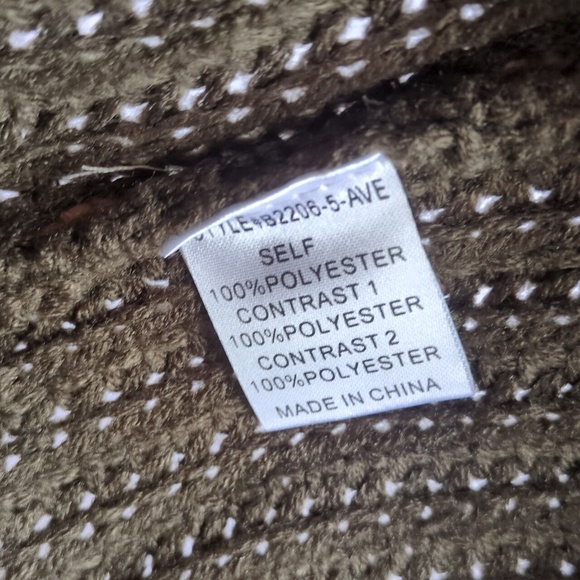 STYLE#B2206-5-AVE
SELF
100%POLYESTER
CONTRAST 1
100%POLYESTER
CONTRAST 2
100%POLYESTER
MADE IN CHINA